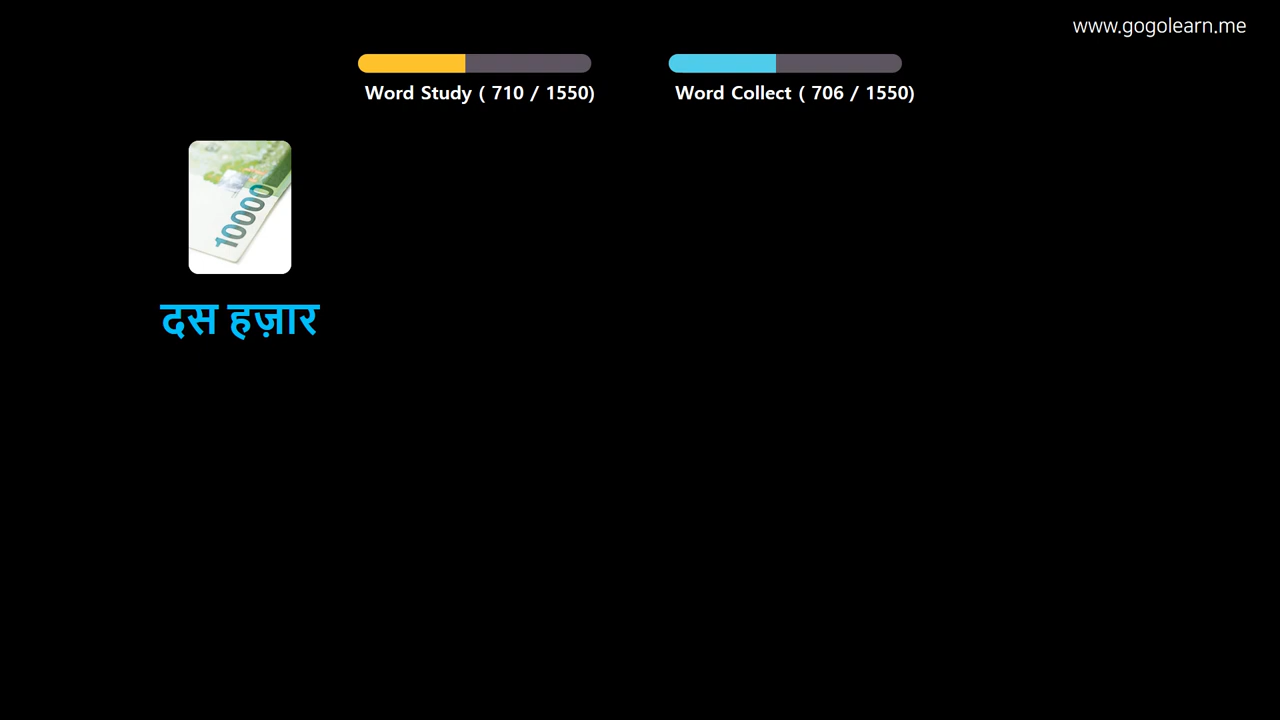 www.gogolearn.me
Word Study ( 710 / 1550)
Word Collect ( 706 / 1550)
10000
दस हज़ार